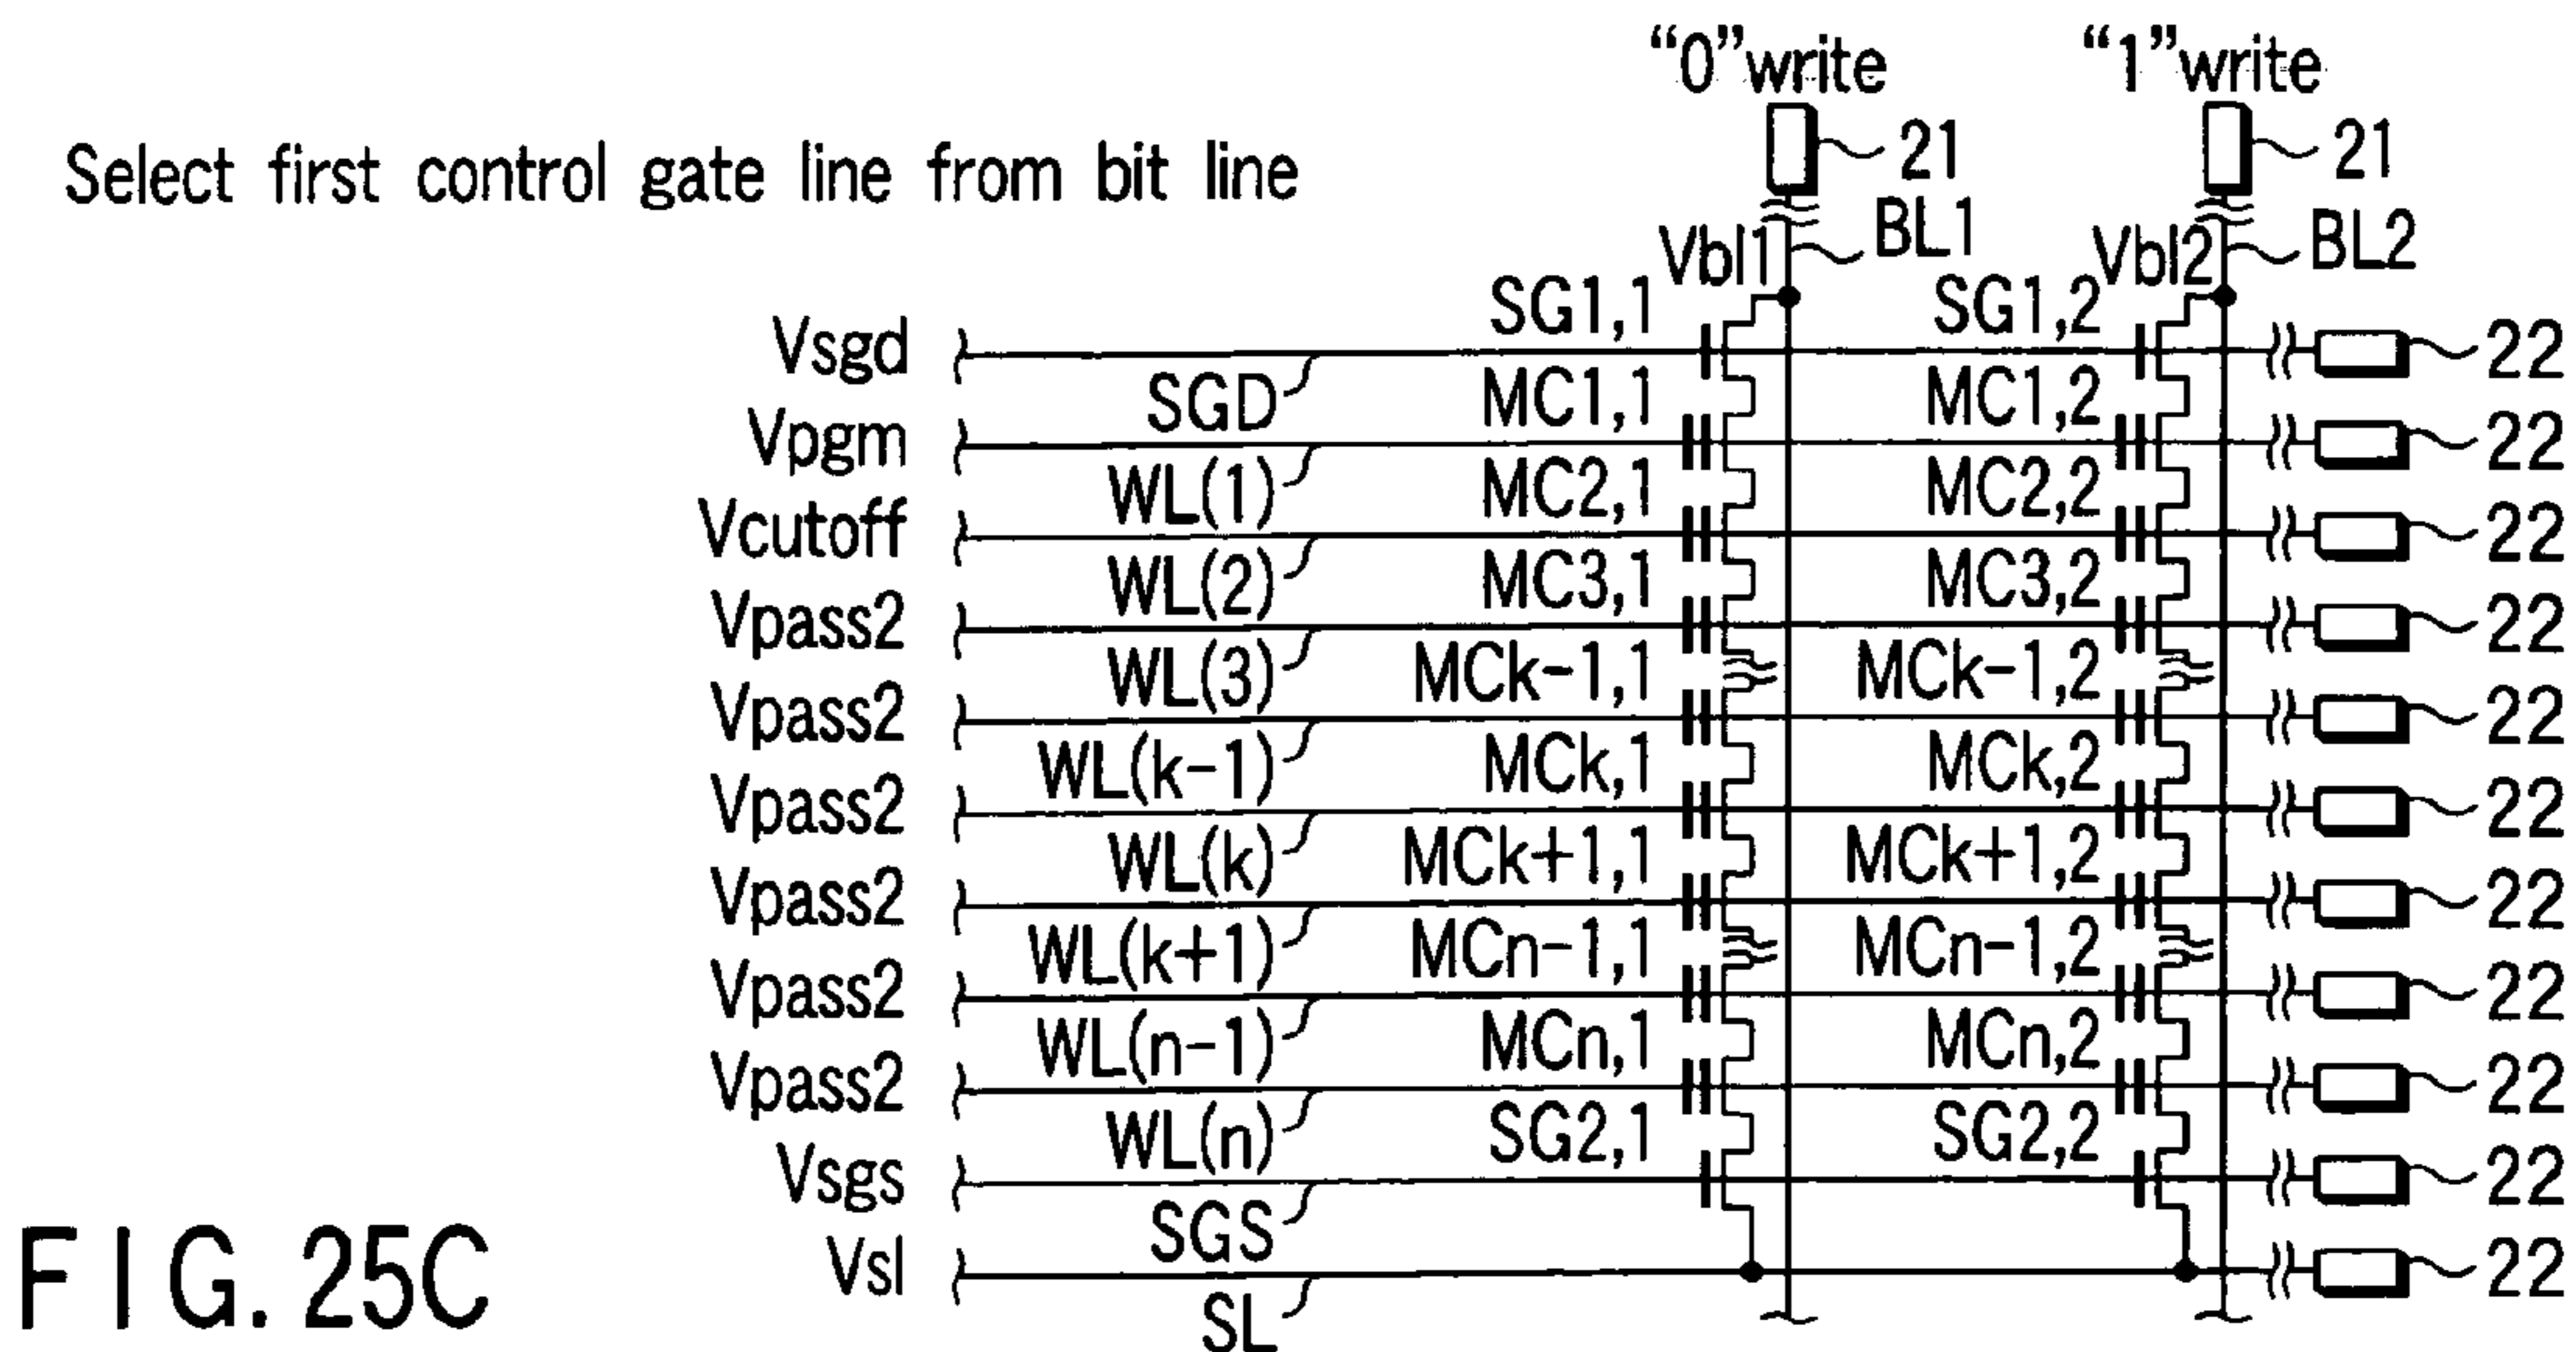 "0"write "1"write
Select first control gate line from bit line 21 21
Vbl1 BL1 Vbl2 BL2
Vsgd SG1,1 SG1,2 22
SGD
Vpgm MC1,1 MC1,2 22
WL(1)
Vcutoff MC2,1 MC2,2 22
WL(2)
Vpass2 MC3,1 MC3,2 22
WL(3)
Vpass2 MCk-1,1 MCk-1,2 22
WL(k-1)
Vpass2 MCk,1 MCk,2 22
WL(k)
Vpass2 MCk+1,1 MCk+1,2 22
WL(k+1)
Vpass2 MCn-1,1 MCn-1,2 22
WL(n-1)
Vpass2 MCn,1 MCn,2 22
WL(n)
Vsgs SG2,1 SG2,2 22
SGS
Vsl 22
SL
FIG. 25C